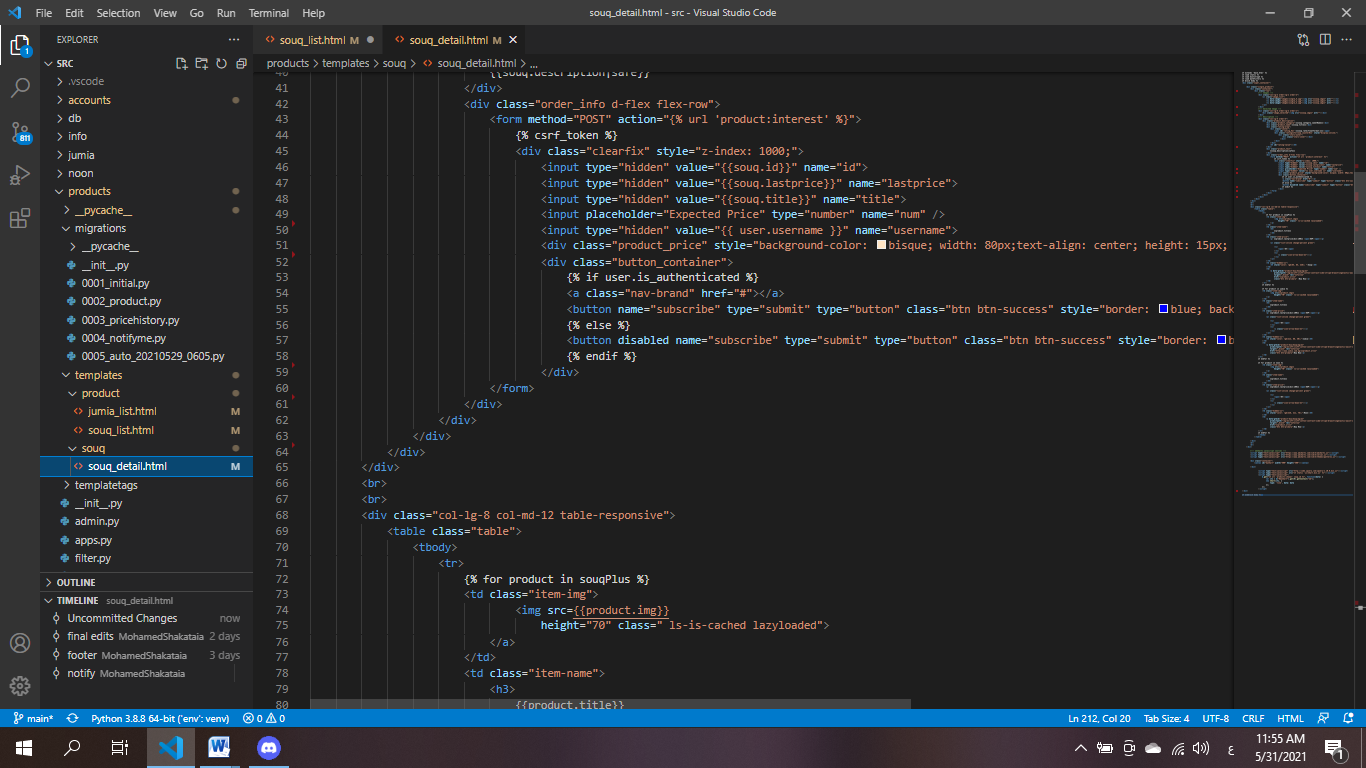 File Edit Selection View Go Run Terminal Help
souq_detail.html - src - Visual Studio Code
EXPLORER
SRC
.vscode
accounts
db
info
jumia
noon
products
__pycache__
migrations
__pycache__
__init__.py
0001_initial.py
0002_product.py
0003_pricehistory.py
0004_notifyme.py
0005_auto_20210529_0605.py
templates
product
jumia_list.html M
souq_list.html M
souq
souq_detail.html M
templatetags
__init__.py
admin.py
apps.py
filter.py
OUTLINE
TIMELINE souq_detail.html
Uncommitted Changes now
final edits MohamedShakataia 2 days
footer MohamedShakataia 3 days
notify MohamedShakataia
1
811
souq_list.html M
souq_detail.html M
products > templates > souq > souq_detail.html > ...
40 {{souq.description|safe}}
41 </div>
42 <div class="order_info d-flex flex-row">
43 <form method="POST" action="{% url 'product:interest' %}">
44 {% csrf_token %}
45 <div class="clearfix" style="z-index: 1000;">
46 <input type="hidden" value="{{souq.id}}" name="id">
47 <input type="hidden" value="{{souq.lastprice}}" name="lastprice">
48 <input type="hidden" value="{{souq.title}}" name="title">
49 <input placeholder="Expected Price" type="number" name="num" />
50 <input type="hidden" value="{{ user.username }}" name="username">
51 <div class="product_price" style="background-color: bisque; width: 80px;text-align: center; height: 15px;
52 <div class="button_container">
53 {% if user.is_authenticated %}
54 <a class="nav-brand" href="#"></a>
55 <button name="subscribe" type="submit" type="button" class="btn btn-success" style="border: blue; back
56 {% else %}
57 <button disabled name="subscribe" type="submit" type="button" class="btn btn-success" style="border: b
58 {% endif %}
59 </div>
60 </form>
61 </div>
62 </div>
63 </div>
64 </div>
65 </div>
66 <br>
67 <br>
68 <div class="col-lg-8 col-md-12 table-responsive">
69 <table class="table">
70 <tbody>
71 <tr>
72 {% for product in souqPlus %}
73 <td class="item-img">
74 <img src={{product.img}}
75 height="70" class=" ls-is-cached lazyloaded">
76 </a>
77 </td>
78 <td class="item-name">
79 <h3>
80 {{product.title}}
main* Python 3.8.8 64-bit ('env': venv) 0 0 Ln 212, Col 20 Tab Size: 4 UTF-8 CRLF HTML
ع 11:55 AM
5/31/2021
1